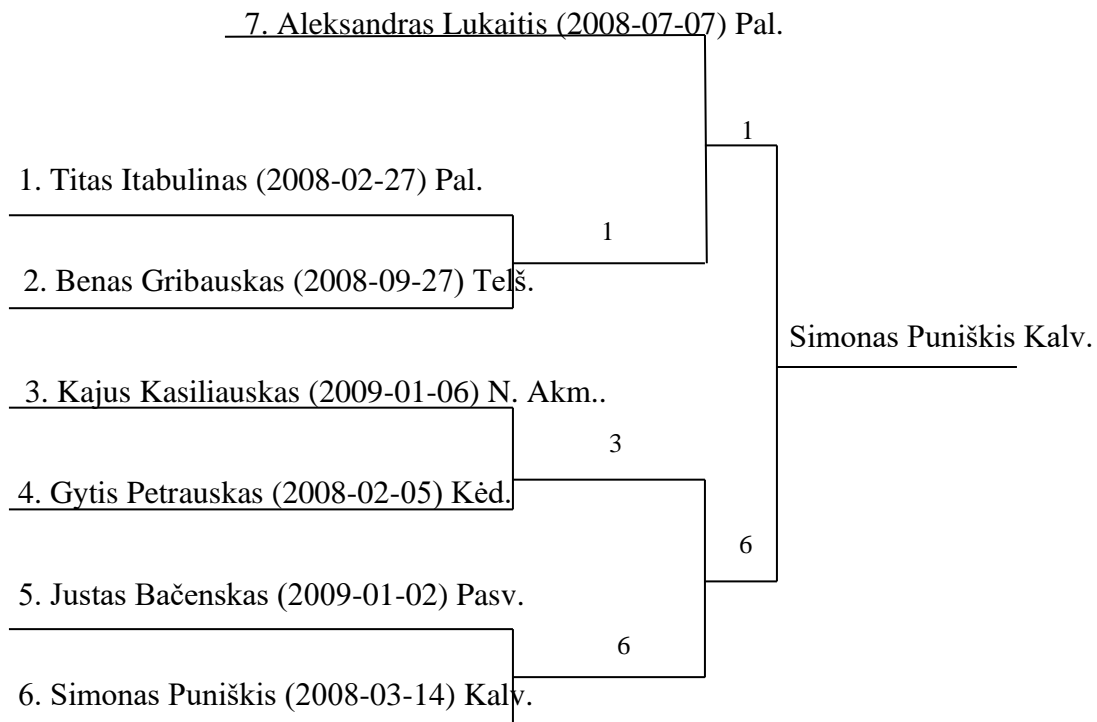 7. Aleksandras Lukaitis (2008-07-07) Pal.
1
1. Titas Itabulinas (2008-02-27) Pal.
1
2. Benas Gribauskas (2008-09-27) Telš.
Simonas Puniškis Kalv.
3. Kajus Kasiliauskas (2009-01-06) N. Akm..
3
4. Gytis Petrauskas (2008-02-05) Kėd.
6
5. Justas Bačenskas (2009-01-02) Pasv.
6
6. Simonas Puniškis (2008-03-14) Kalv.